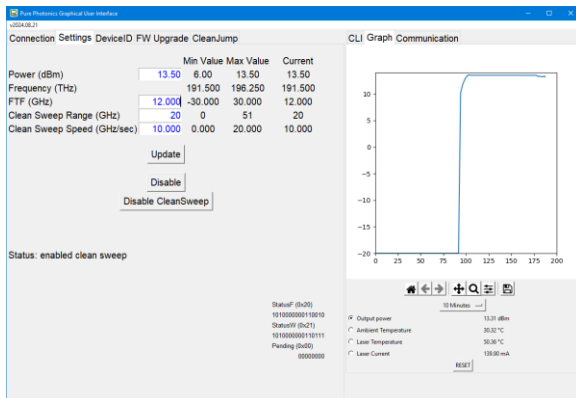 Pure Photonics Graphical User Interface
v2024.08.21
Connection Settings DeviceID FW Upgrade CleanJump
Min Value Max Value Current
Power (dBm) 13.50 6.00 13.50 13.50
Frequency (THz) 191.500 196.250 191.500
FTF (GHz) 12.000 -30.000 30.000 12.000
Clean Sweep Range (GHz) 20 0 51 20
Clean Sweep Speed (GHz/sec) 10.000 0.000 20.000 10.000
Update
Disable
Disable CleanSweep
Status: enabled clean sweep
StatusF (0x20)
1010000000110010
StatusW (0x21)
1010000000110111
Pending (0x00)
00000000
CLI Graph Communication
10
5
0
−5
−10
−15
−20
0 25 50 75 100 125 150 175 200
10 Minutes
Output power 13.31 dBm
Ambient Temperature 30.32 °C
Laser Temperature 50.36 °C
Laser Current 138.80 mA
RESET